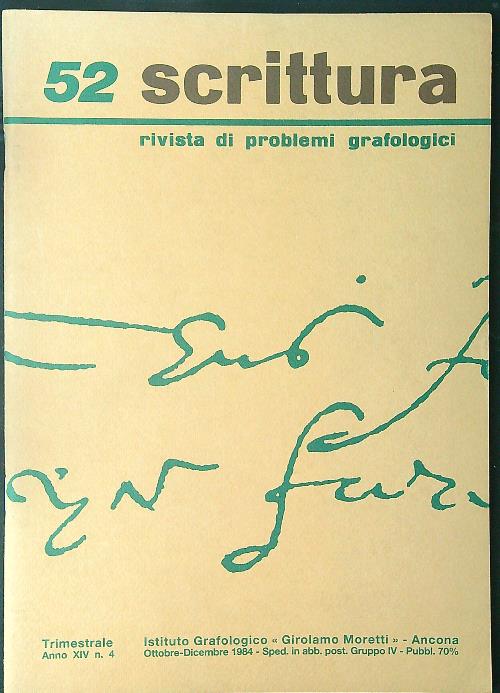 52 scrittura
rivista di problemi grafologici
Trimestrale
Anno XIV n. 4
Istituto Grafologico « Girolamo Moretti » - Ancona
Ottobre-Dicembre 1984 - Sped. in abb. post. Gruppo IV - Pubbl. 70%